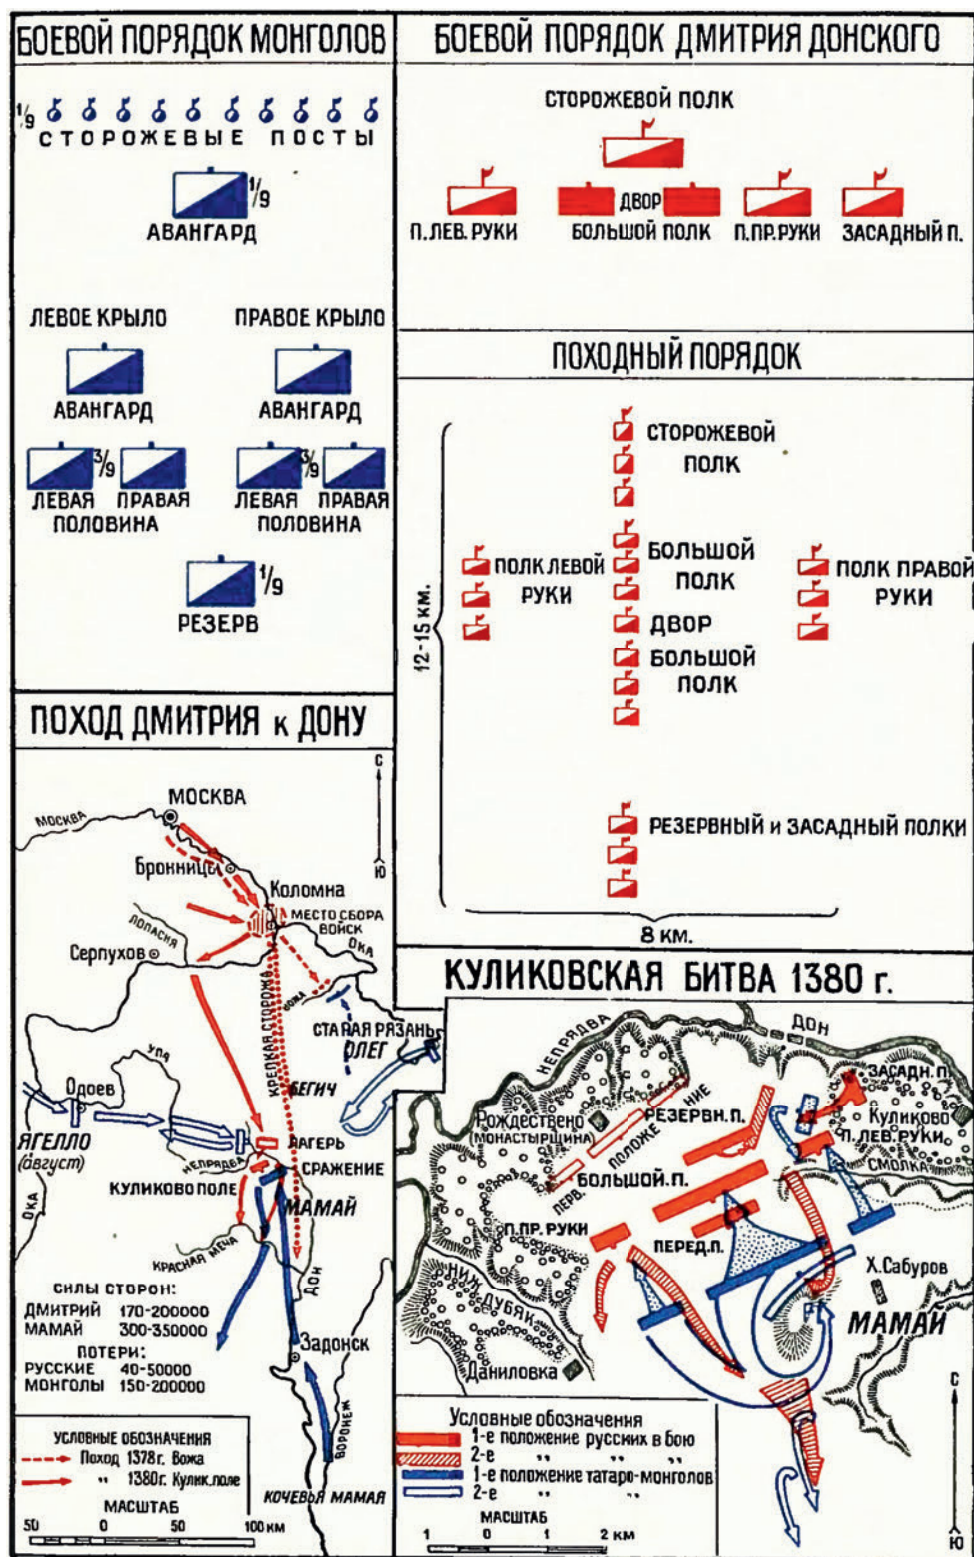 БОЕВОЙ ПОРЯДОК МОНГОЛОВ
1/9
СТОРОЖЕВЫЕ ПОСТЫ
1/9
АВАНГАРД
ЛЕВОЕ КРЫЛО ПРАВОЕ КРЫЛО
АВАНГАРД АВАНГАРД
3/9 3/9
ЛЕВАЯ ПРАВАЯ ЛЕВАЯ ПРАВАЯ
ПОЛОВИНА ПОЛОВИНА
1/9
РЕЗЕРВ
БОЕВОЙ ПОРЯДОК ДМИТРИЯ ДОНСКОГО
СТОРОЖЕВОЙ ПОЛК
ДВОР
П. ЛЕВ. РУКИ БОЛЬШОЙ ПОЛК П.ПР.РУКИ ЗАСАДНЫЙ П.
ПОХОДНЫЙ ПОРЯДОК
СТОРОЖЕВОЙ
ПОЛК
БОЛЬШОЙ
ПОЛК
ПОЛК ЛЕВОЙ
РУКИ
ПОЛК ПРАВОЙ
РУКИ
ДВОР
БОЛЬШОЙ
ПОЛК
12-15 КМ.
РЕЗЕРВНЫЙ и ЗАСАДНЫЙ ПОЛКИ
8 КМ.
ПОХОД ДМИТРИЯ к ДОНУ
С
Ю
МОСКВА
МОСКВА
Бронницы
Коломна
МЕСТО СБОРА
ВОЙСК
ОКА
ЛОПАСНЯ
Серпухов
КРЕПКАЯ СТОРОЖА
ВОЖА
СТАРАЯ РЯЗАНЬ
ОЛЕГ
УПА
БЕГИЧ
Одоев
ЯГЕЛЛО
(август)
ЛАГЕРЬ
НЕПРЯДВА
СРАЖЕНИЕ
КУЛИКОВО ПОЛЕ
МАМАЙ
ОКА
КРАСНАЯ МЕЧА
ДОН
СИЛЫ СТОРОН:
ДМИТРИЙ 170-200000
МАМАЙ 300-350000
ПОТЕРИ:
РУССКИЕ 40-50000
МОНГОЛЫ 150-200000
Задонск
ВОРОНЕЖ
КОЧЕВЬЯ МАМАЯ
УСЛОВНЫЕ ОБОЗНАЧЕНИЯ
Поход 1378г. Вожа
" 1380г. Кулик.поле
МАСШТАБ
50 0 50 100 КМ
КУЛИКОВСКАЯ БИТВА 1380 г.
НЕПРЯДВА
ДОН
ЗАСАДН. П.
Рождествено
(МОНАСТЫРЩИНА)
ПЕРВ. ПОЛОЖЕНИЕ
РЕЗЕРВН. П.
Куликово
П. ЛЕВ. РУКИ
СМОЛКА
БОЛЬШОЙ. П.
П.ПР. РУКИ
ПЕРЕД.П.
Х.Сабуров
МАМАЙ
НИЖ. ДУБЯК
Даниловка
С
Ю
Условные обозначения
1-е положение русских в бою
2-е " " "
1-е положение татаро-монголов
2-е " "
МАСШТАБ
1 0 1 2 КМ